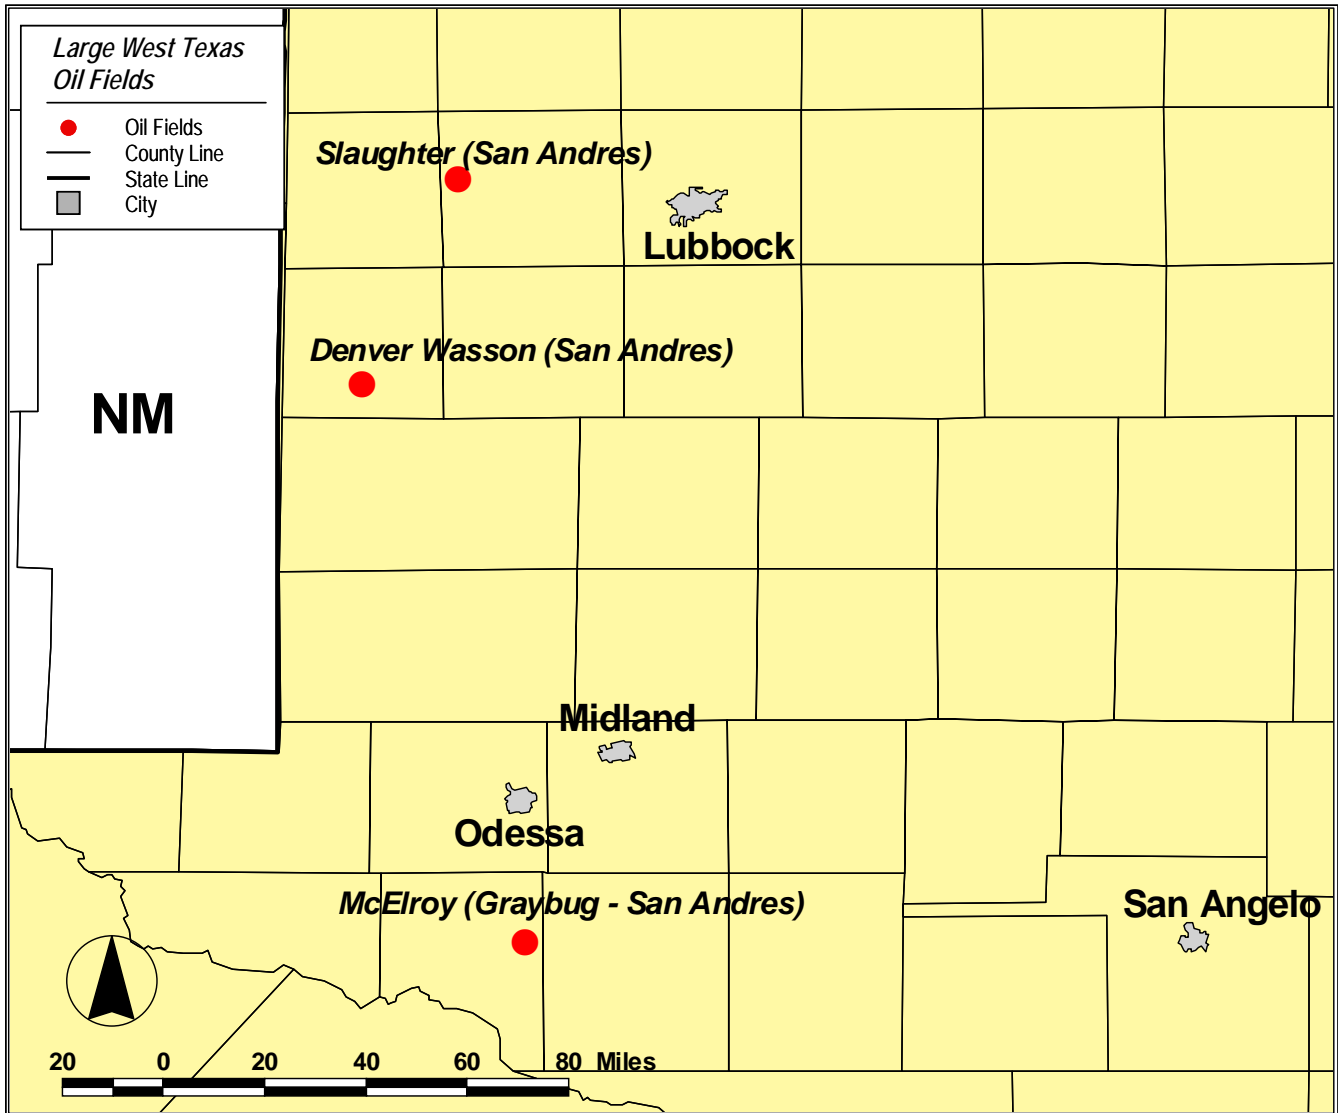 Large West Texas
Oil Fields
Oil Fields
County Line
State Line
City
Slaughter (San Andres)
Lubbock
Denver Wasson (San Andres)
NM
Midland
Odessa
McElroy (Graybug - San Andres)
San Angelo
20 0 20 40 60 80 Miles